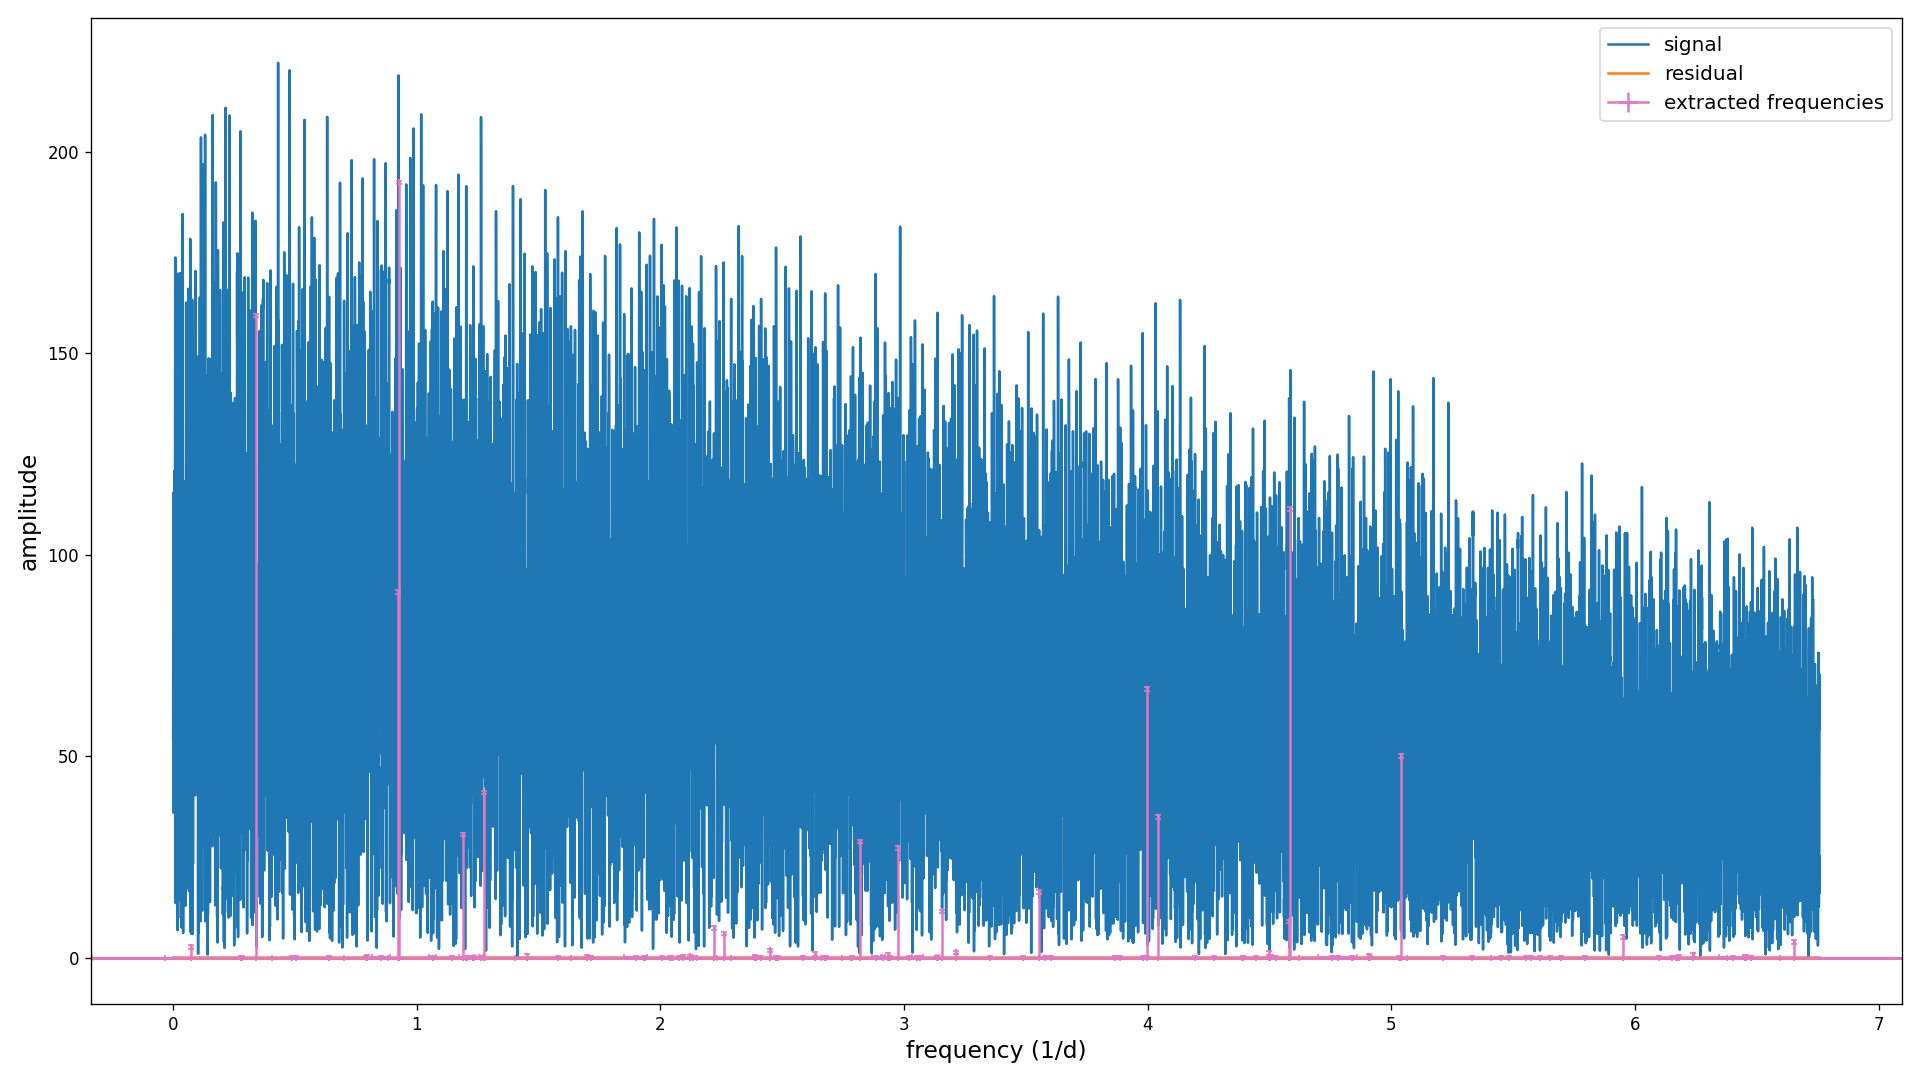 signal
residual
extracted frequencies
amplitude
200
150
100
50
0
0 1 2 3 4 5 6 7
frequency (1/d)